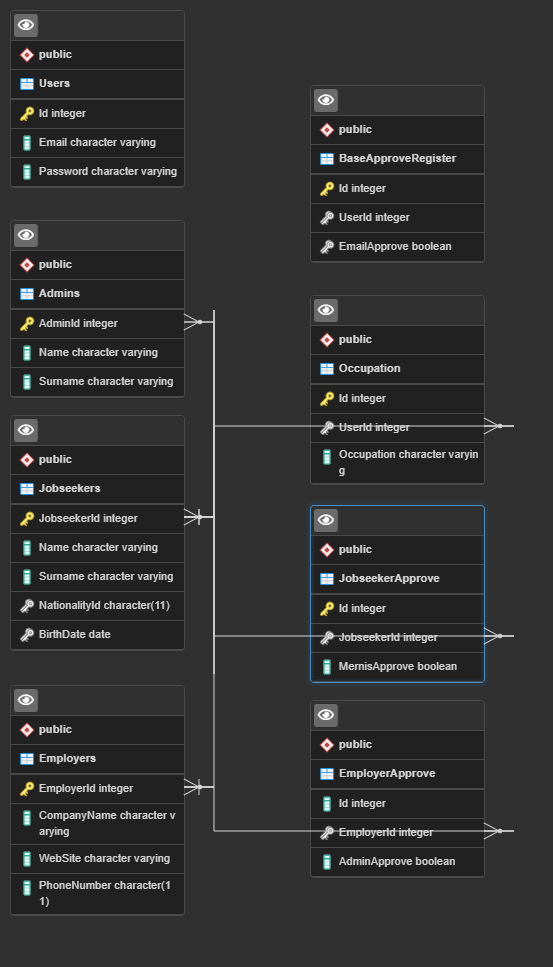 public
Users
Id integer
Email character varying
Password character varying
public
Admins
AdminId integer
Name character varying
Surname character varying
public
Jobseekers
JobseekerId integer
Name character varying
Surname character varying
NationalityId character(11)
BirthDate date
public
Employers
EmployerId integer
CompanyName character v
arying
WebSite character varying
PhoneNumber character(1
1)
public
BaseApproveRegister
Id integer
UserId integer
EmailApprove boolean
public
Occupation
Id integer
UserId integer
Occupation character varyin
g
public
JobseekerApprove
Id integer
JobseekerId integer
MernisApprove boolean
public
EmployerApprove
Id integer
EmployerId integer
AdminApprove boolean